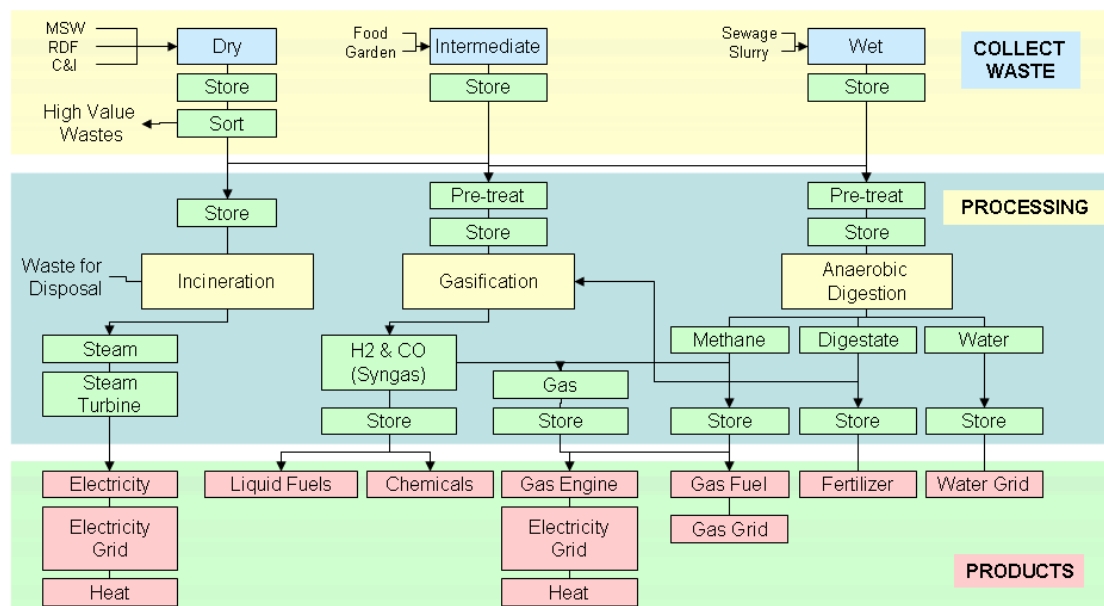 MSW
RDF
C&I
Dry
Food
Garden
Intermediate
Sewage
Slurry
Wet
COLLECT
WASTE
Store
Store
Store
High Value
Wastes
Sort
Pre-treat
Pre-treat
PROCESSING
Store
Store
Store
Waste for
Disposal
Incineration
Gasification
Anaerobic
Digestion
Steam
H2 & CO
(Syngas)
Methane
Digestate
Water
Steam
Turbine
Gas
Store
Store
Store
Store
Store
Electricity
Liquid Fuels
Chemicals
Gas Engine
Gas Fuel
Fertilizer
Water Grid
Electricity
Grid
Electricity
Grid
Gas Grid
Heat
Heat
PRODUCTS